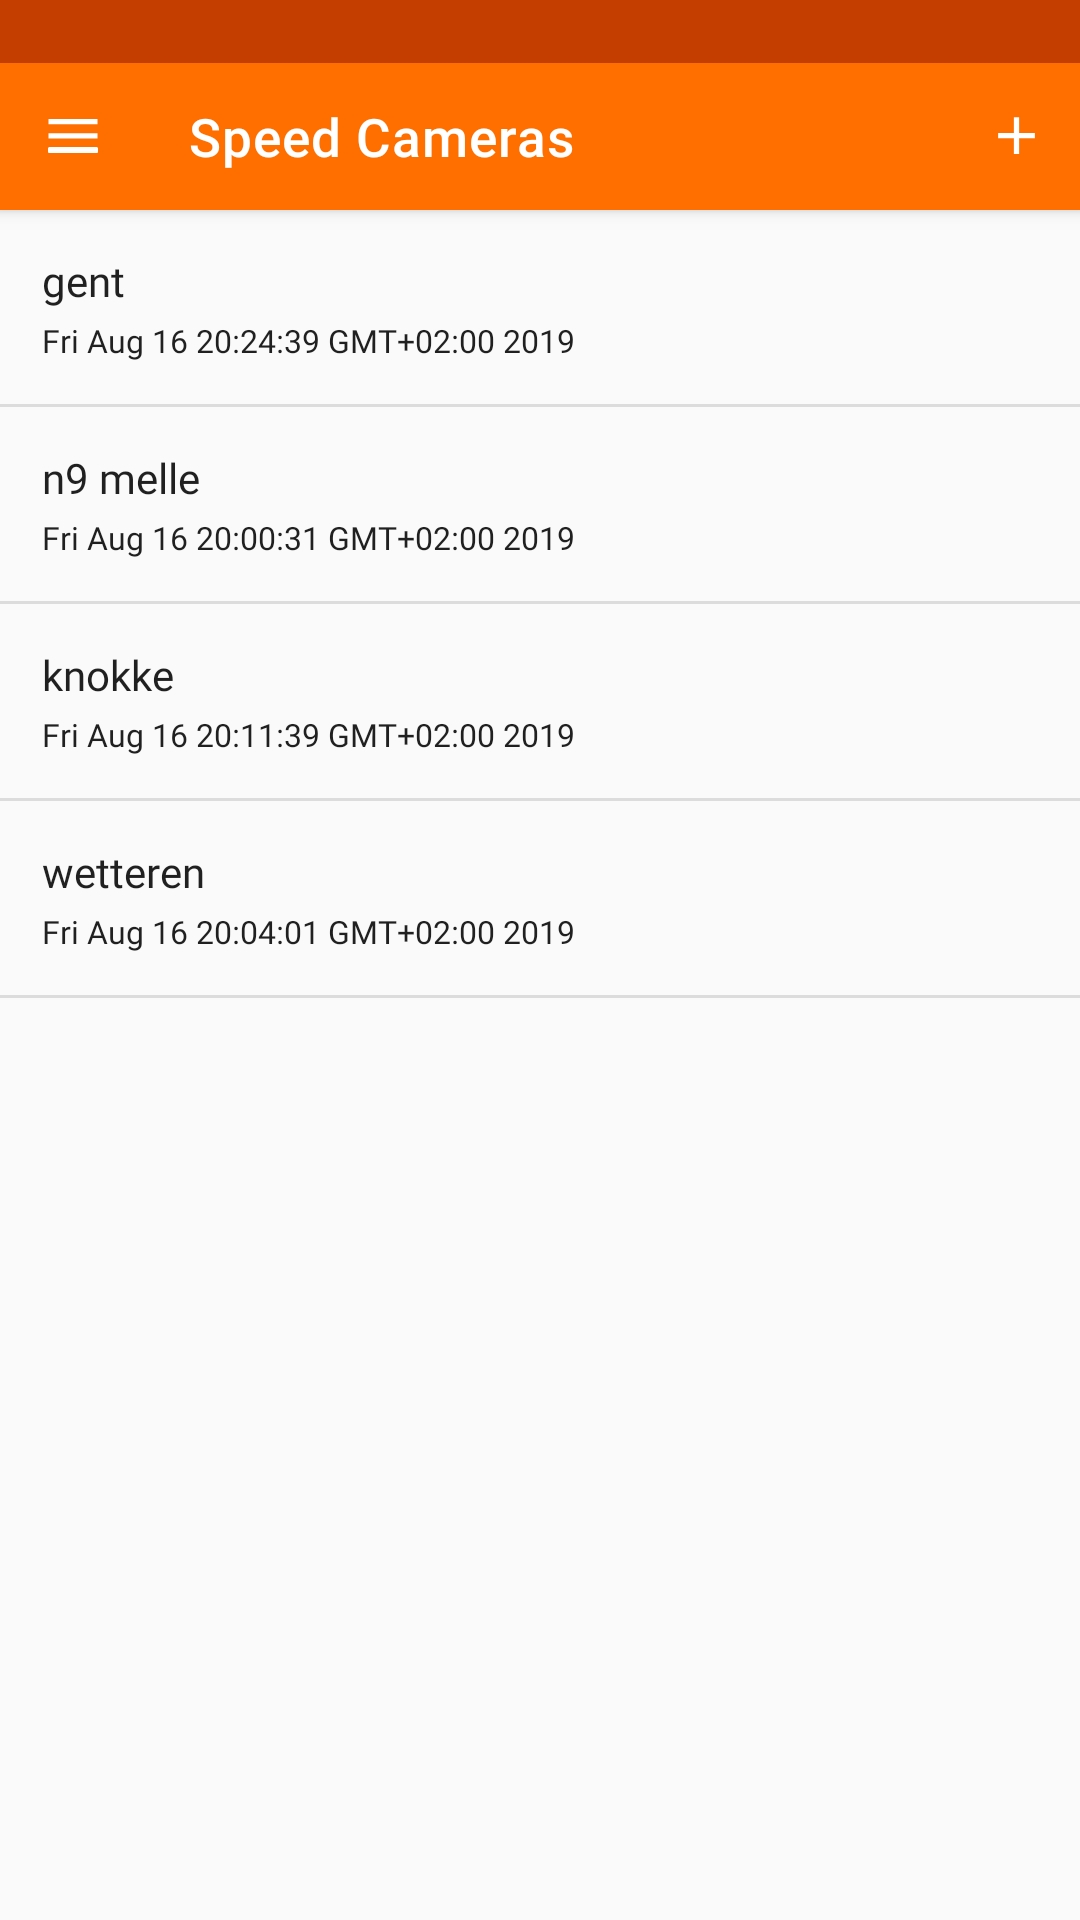 Speed Cameras
gent
Fri Aug 16 20:24:39 GMT+02:00 2019
n9 melle
Fri Aug 16 20:00:31 GMT+02:00 2019
knokke
Fri Aug 16 20:11:39 GMT+02:00 2019
wetteren
Fri Aug 16 20:04:01 GMT+02:00 2019